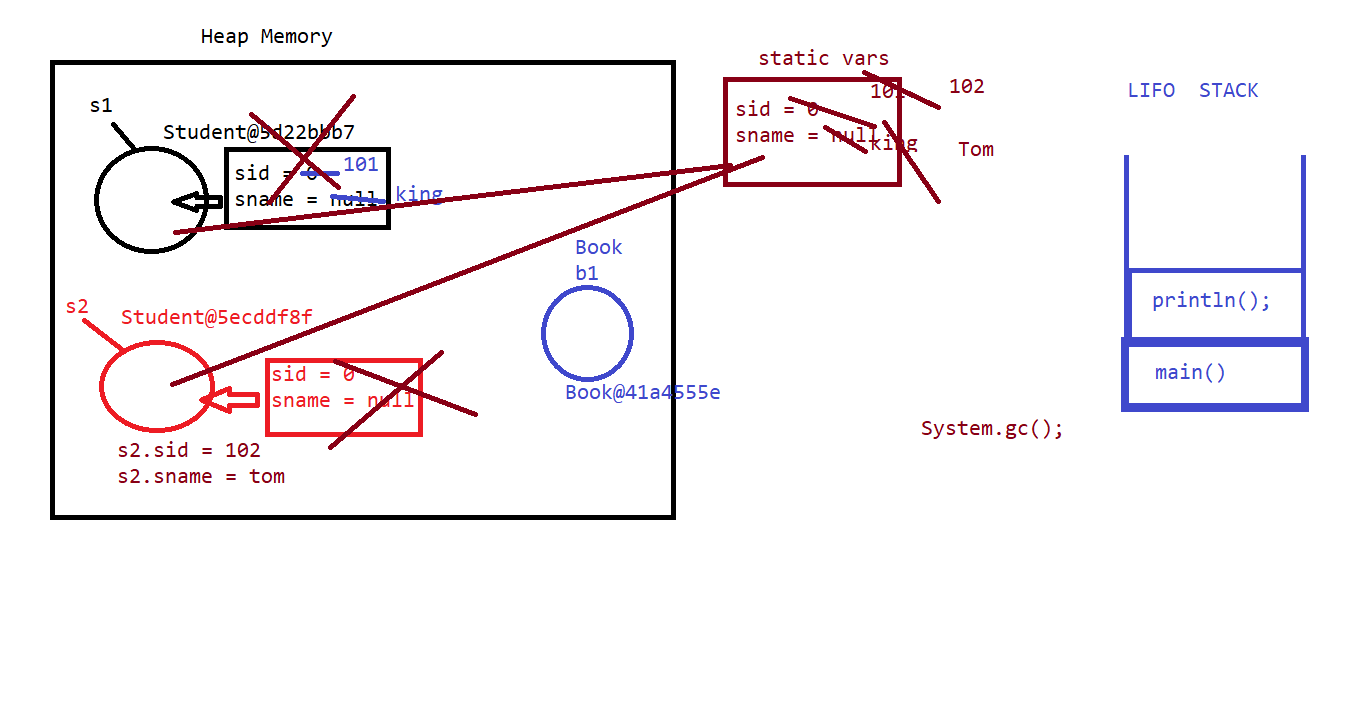 Heap Memory
static vars
s1
Student@5d22bbb7
sid = 0 101
sname = null king
sid = 0 101 102
sname = null king Tom
LIFO  STACK
println();
main()
Book
b1
Book@41a4555e
s2
Student@5ecddf8f
sid = 0
sname = null
s2.sid = 102
s2.sname = tom
System.gc();